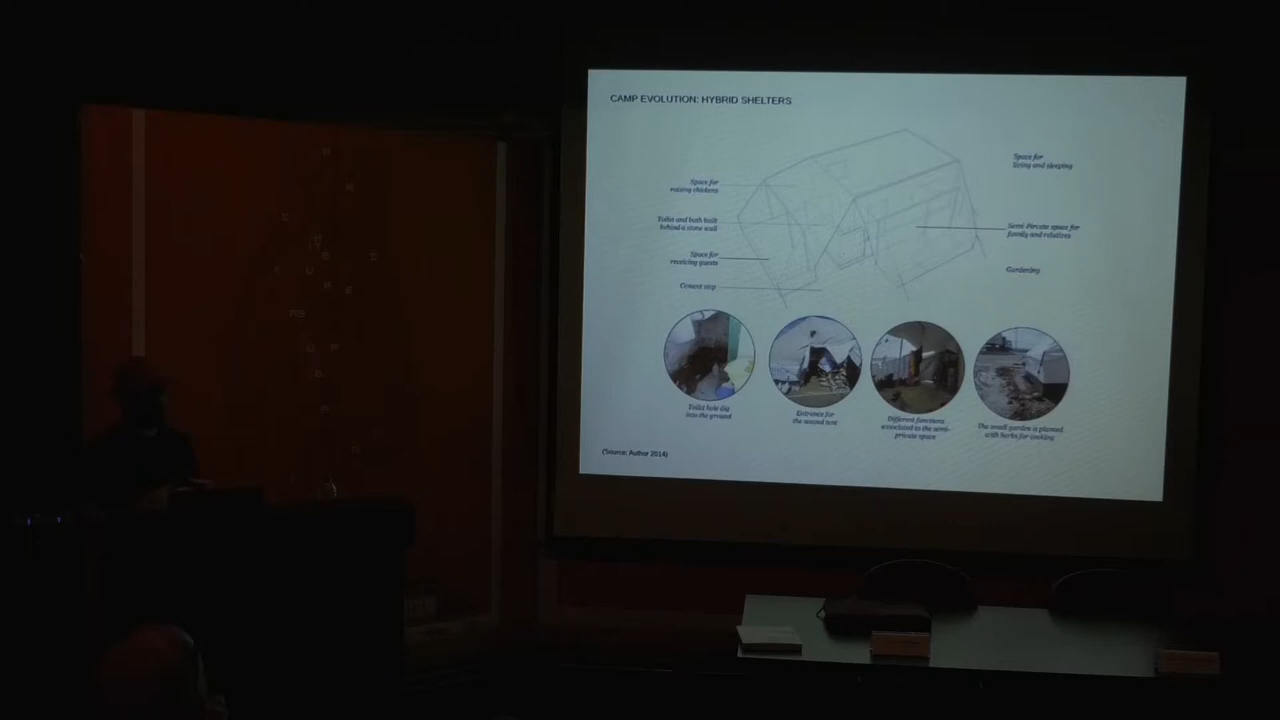 CAMP EVOLUTION: HYBRID SHELTERS
Space for
living and sleeping
Space for
raising chickens
Toilet and bath built
behind a stone wall
Semi-Pircate space for
family and relatizes
Space for
receiving guests
Gardening
Cement step
Toilet hole dig
into the ground
Entrance for
the second tent
Different functions
associated to the semi-
private space
The small garden is planted
with herbs for cooking
(Source: Author 2014)